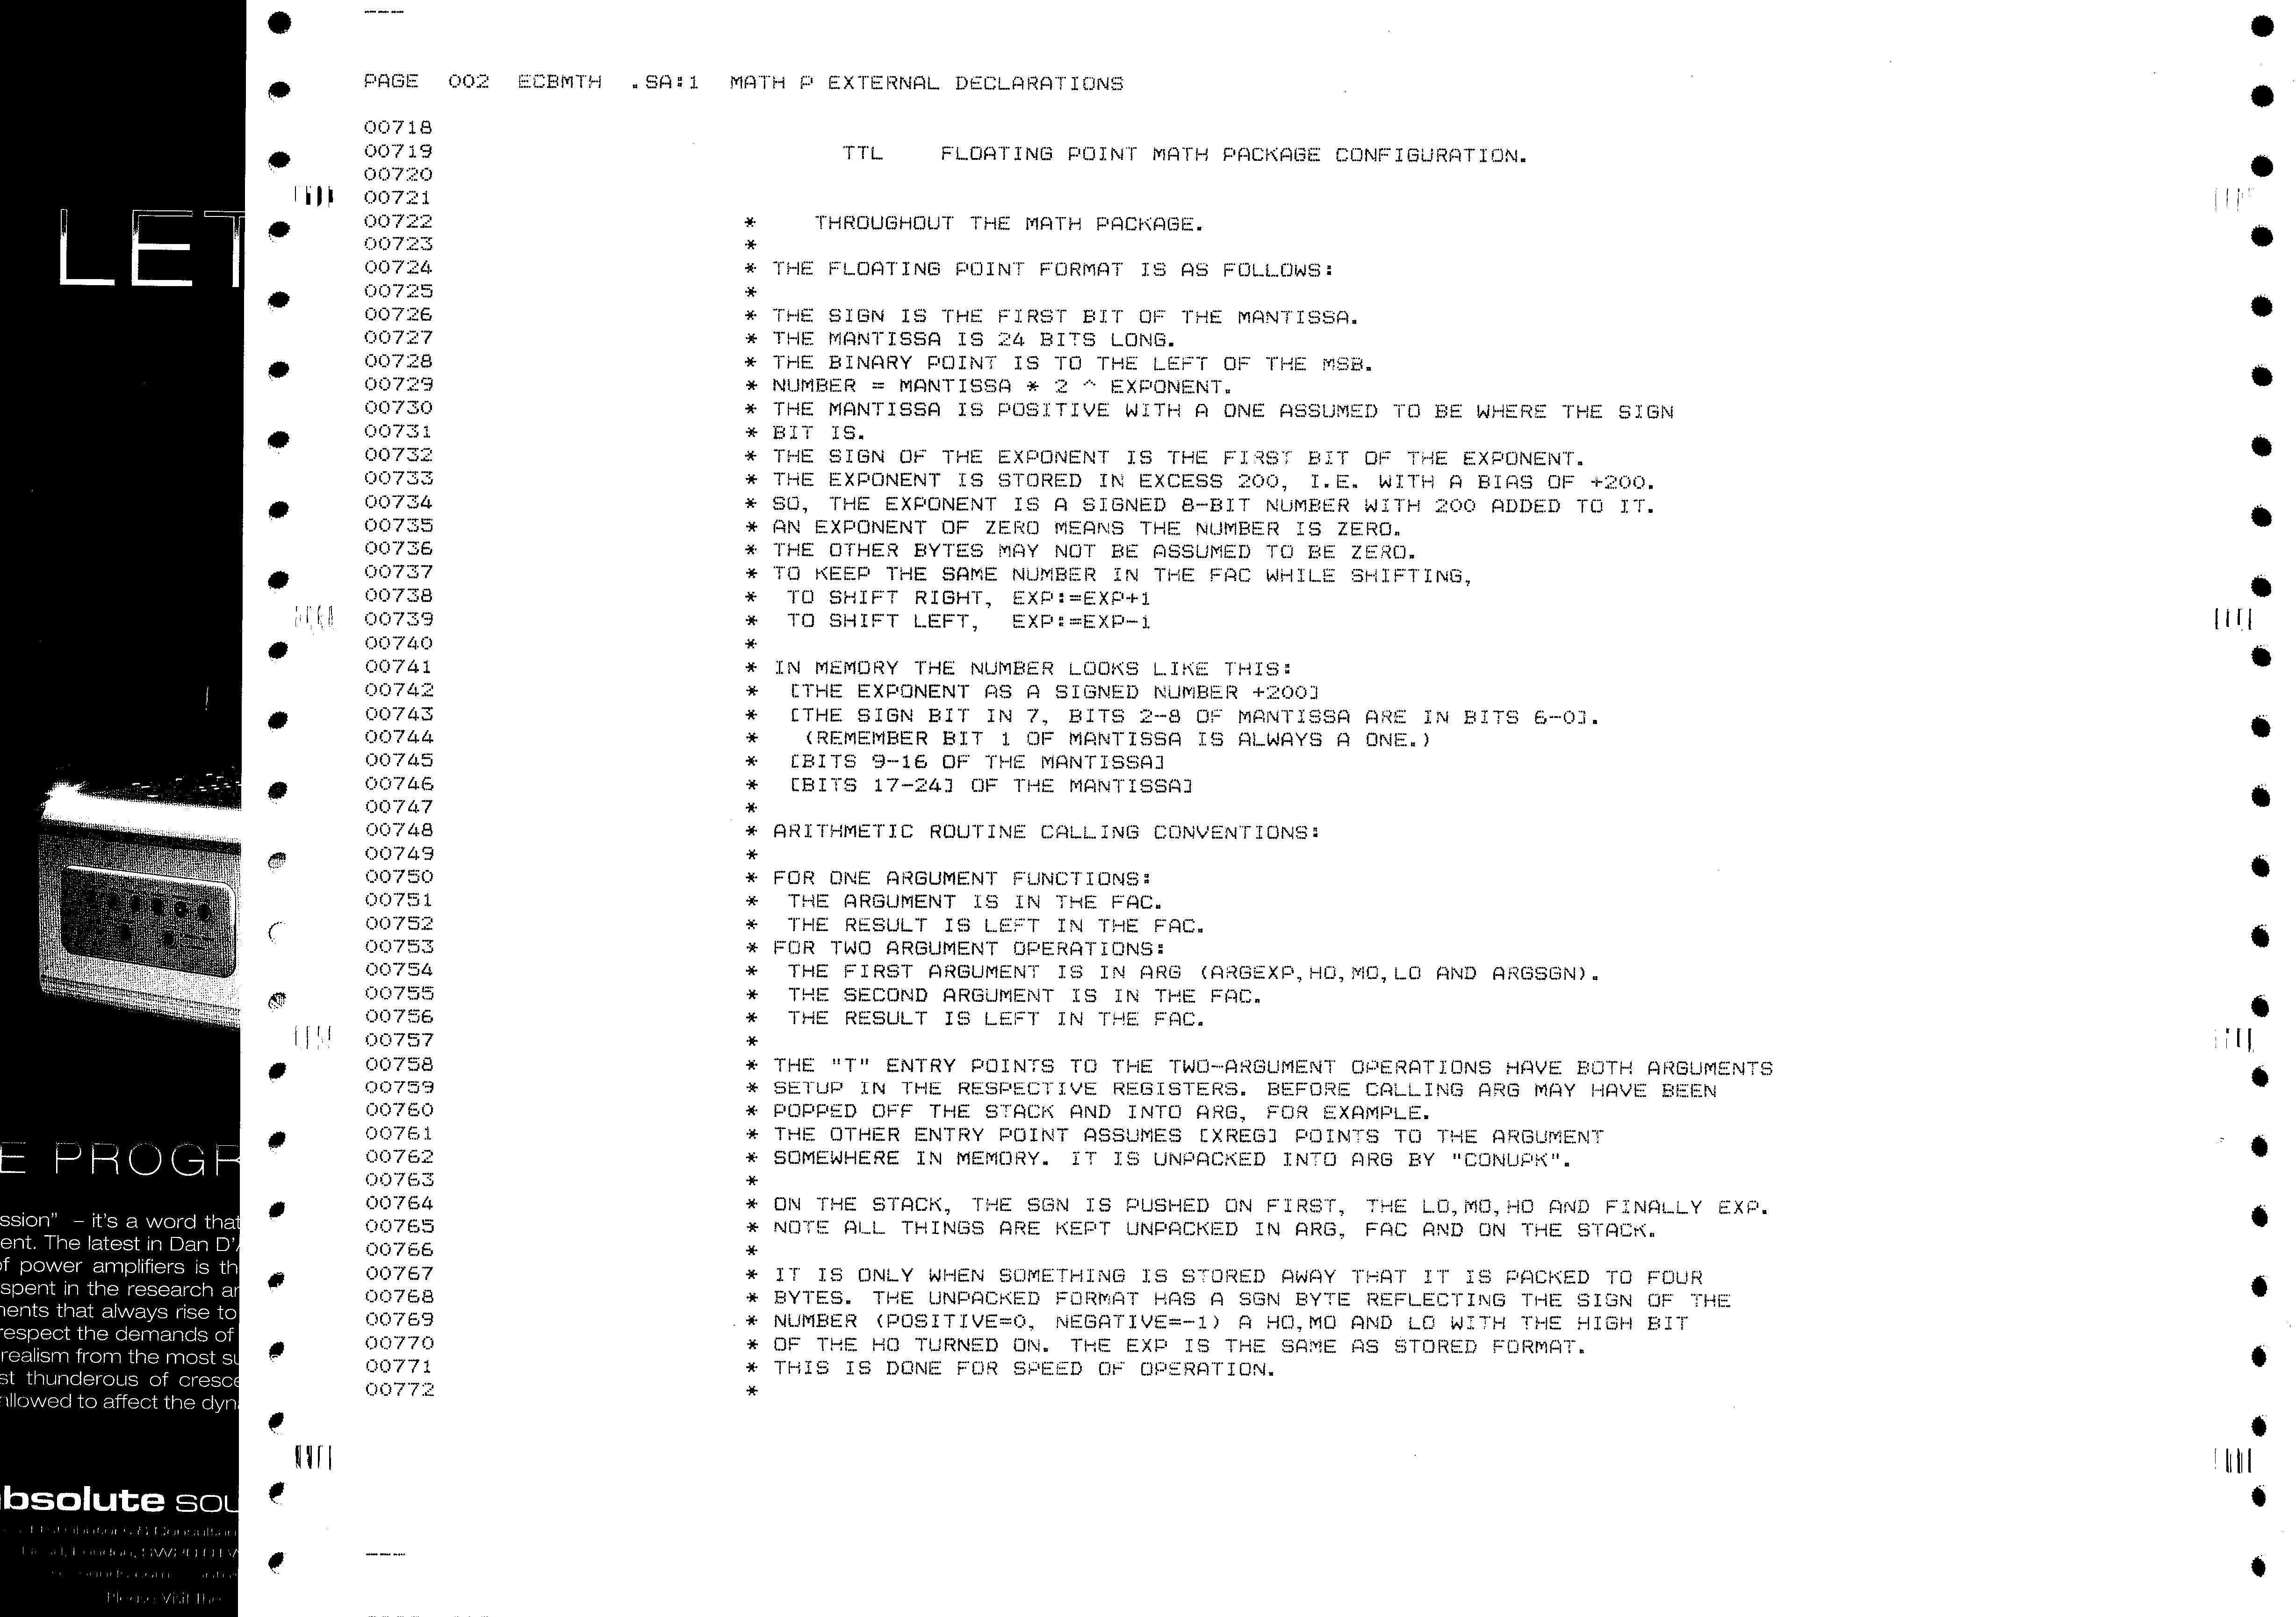 LET
E PROGR
ssion" – it's a word that
ent. The latest in Dan D'
of power amplifiers is th
spent in the research ar
nents that always rise to
respect the demands of
realism from the most su
st thunderous of cresce
allowed to affect the dyn
absolute sou
Please Visit the
PAGE 002 ECBMTH .SA:1 MATH P EXTERNAL DECLARATIONS
00718
00719 TTL FLOATING POINT MATH PACKAGE CONFIGURATION.
00720
00721
00722 * THROUGHOUT THE MATH PACKAGE.
00723 *
00724 * THE FLOATING POINT FORMAT IS AS FOLLOWS:
00725 *
00726 * THE SIGN IS THE FIRST BIT OF THE MANTISSA.
00727 * THE MANTISSA IS 24 BITS LONG.
00728 * THE BINARY POINT IS TO THE LEFT OF THE MSB.
00729 * NUMBER = MANTISSA * 2 ^ EXPONENT.
00730 * THE MANTISSA IS POSITIVE WITH A ONE ASSUMED TO BE WHERE THE SIGN
00731 * BIT IS.
00732 * THE SIGN OF THE EXPONENT IS THE FIRST BIT OF THE EXPONENT.
00733 * THE EXPONENT IS STORED IN EXCESS 200, I.E. WITH A BIAS OF +200.
00734 * SO, THE EXPONENT IS A SIGNED 8-BIT NUMBER WITH 200 ADDED TO IT.
00735 * AN EXPONENT OF ZERO MEANS THE NUMBER IS ZERO.
00736 * THE OTHER BYTES MAY NOT BE ASSUMED TO BE ZERO.
00737 * TO KEEP THE SAME NUMBER IN THE FAC WHILE SHIFTING,
00738 * TO SHIFT RIGHT, EXP:=EXP+1
00739 * TO SHIFT LEFT, EXP:=EXP-1
00740 *
00741 * IN MEMORY THE NUMBER LOOKS LIKE THIS:
00742 * [THE EXPONENT AS A SIGNED NUMBER +200]
00743 * [THE SIGN BIT IN 7, BITS 2-8 OF MANTISSA ARE IN BITS 6-0].
00744 * (REMEMBER BIT 1 OF MANTISSA IS ALWAYS A ONE.)
00745 * [BITS 9-16 OF THE MANTISSA]
00746 * [BITS 17-24] OF THE MANTISSA]
00747 *
00748 * ARITHMETIC ROUTINE CALLING CONVENTIONS:
00749 *
00750 * FOR ONE ARGUMENT FUNCTIONS:
00751 * THE ARGUMENT IS IN THE FAC.
00752 * THE RESULT IS LEFT IN THE FAC.
00753 * FOR TWO ARGUMENT OPERATIONS:
00754 * THE FIRST ARGUMENT IS IN ARG (ARGEXP,HO,MO,LO AND ARGSGN).
00755 * THE SECOND ARGUMENT IS IN THE FAC.
00756 * THE RESULT IS LEFT IN THE FAC.
00757 *
00758 * THE "T" ENTRY POINTS TO THE TWO-ARGUMENT OPERATIONS HAVE BOTH ARGUMENTS
00759 * SETUP IN THE RESPECTIVE REGISTERS. BEFORE CALLING ARG MAY HAVE BEEN
00760 * POPPED OFF THE STACK AND INTO ARG, FOR EXAMPLE.
00761 * THE OTHER ENTRY POINT ASSUMES [XREG] POINTS TO THE ARGUMENT
00762 * SOMEWHERE IN MEMORY. IT IS UNPACKED INTO ARG BY "CONUPK".
00763 *
00764 * ON THE STACK, THE SGN IS PUSHED ON FIRST, THE LO,MO,HO AND FINALLY EXP.
00765 * NOTE ALL THINGS ARE KEPT UNPACKED IN ARG, FAC AND ON THE STACK.
00766 *
00767 * IT IS ONLY WHEN SOMETHING IS STORED AWAY THAT IT IS PACKED TO FOUR
00768 * BYTES. THE UNPACKED FORMAT HAS A SGN BYTE REFLECTING THE SIGN OF THE
00769 * NUMBER (POSITIVE=0, NEGATIVE=-1) A HO,MO AND LO WITH THE HIGH BIT
00770 * OF THE HO TURNED ON. THE EXP IS THE SAME AS STORED FORMAT.
00771 * THIS IS DONE FOR SPEED OF OPERATION.
00772 *